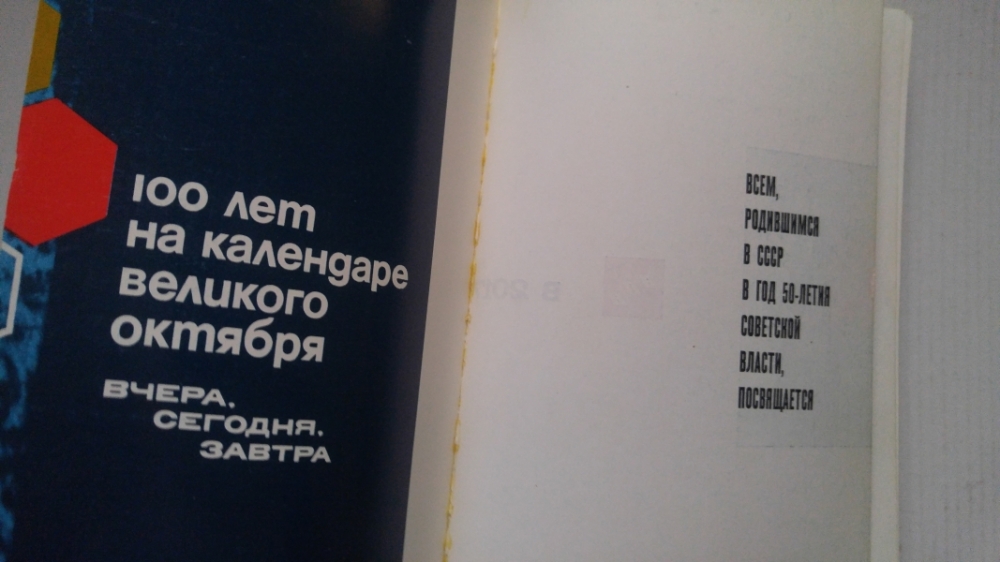 100 лет
на календаре
великого
октября
ВЧЕРА.
СЕГОДНЯ.
ЗАВТРА
ВСЕМ,
РОДИВШИМСЯ
В СССР
В ГОД 50-ЛЕТИЯ
СОВЕТСКОЙ
ВЛАСТИ,
ПОСВЯЩАЕТСЯ